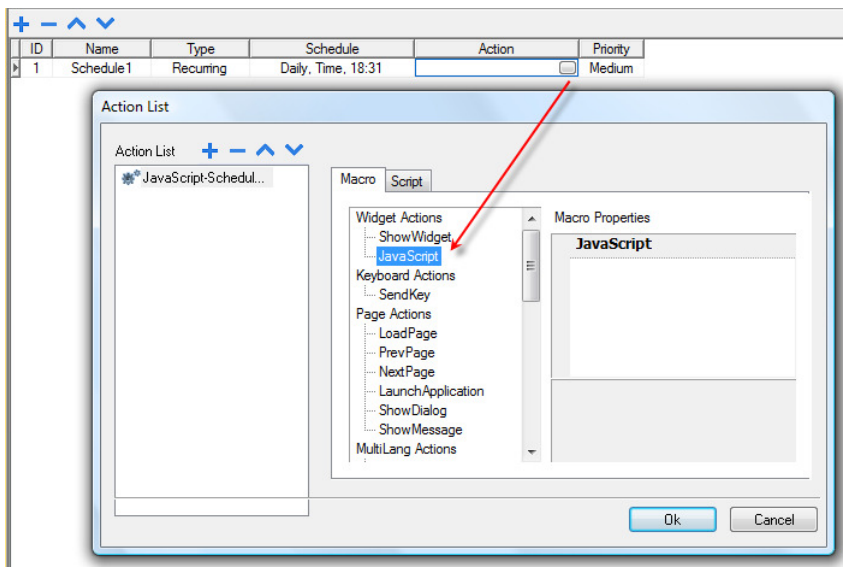 ID Name Type Schedule Action Priority
1 Schedule1 Recurring Daily, Time, 18:31 Medium
Action List
Action List
JavaScript-Schedul...
Macro Script
Widget Actions
ShowWidget
JavaScript
Keyboard Actions
SendKey
Page Actions
LoadPage
PrevPage
NextPage
LaunchApplication
ShowDialog
ShowMessage
MultiLang Actions
Macro Properties
JavaScript
Ok Cancel